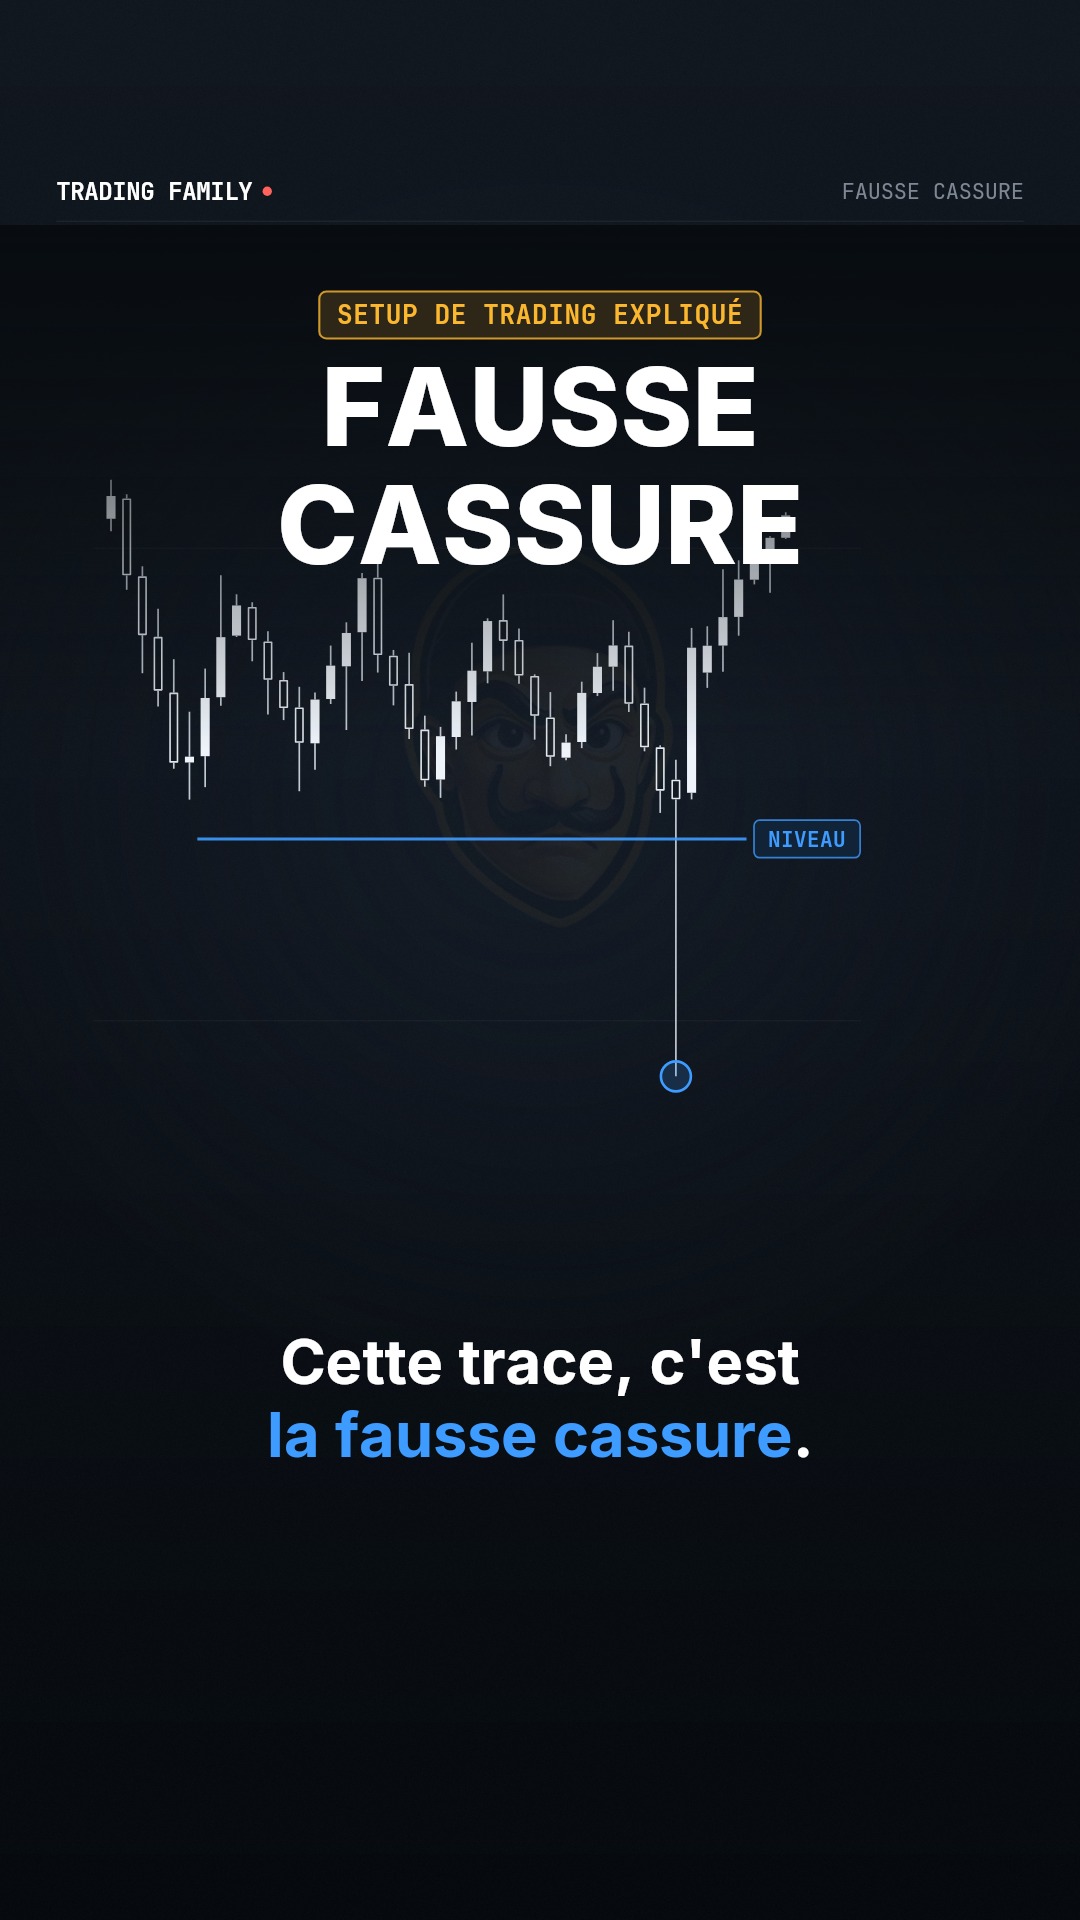 TRADING FAMILY
FAUSSE CASSURE
SETUP DE TRADING EXPLIQUÉ
FAUSSE
CASSURE
NIVEAU
Cette trace, c'est
la fausse cassure.